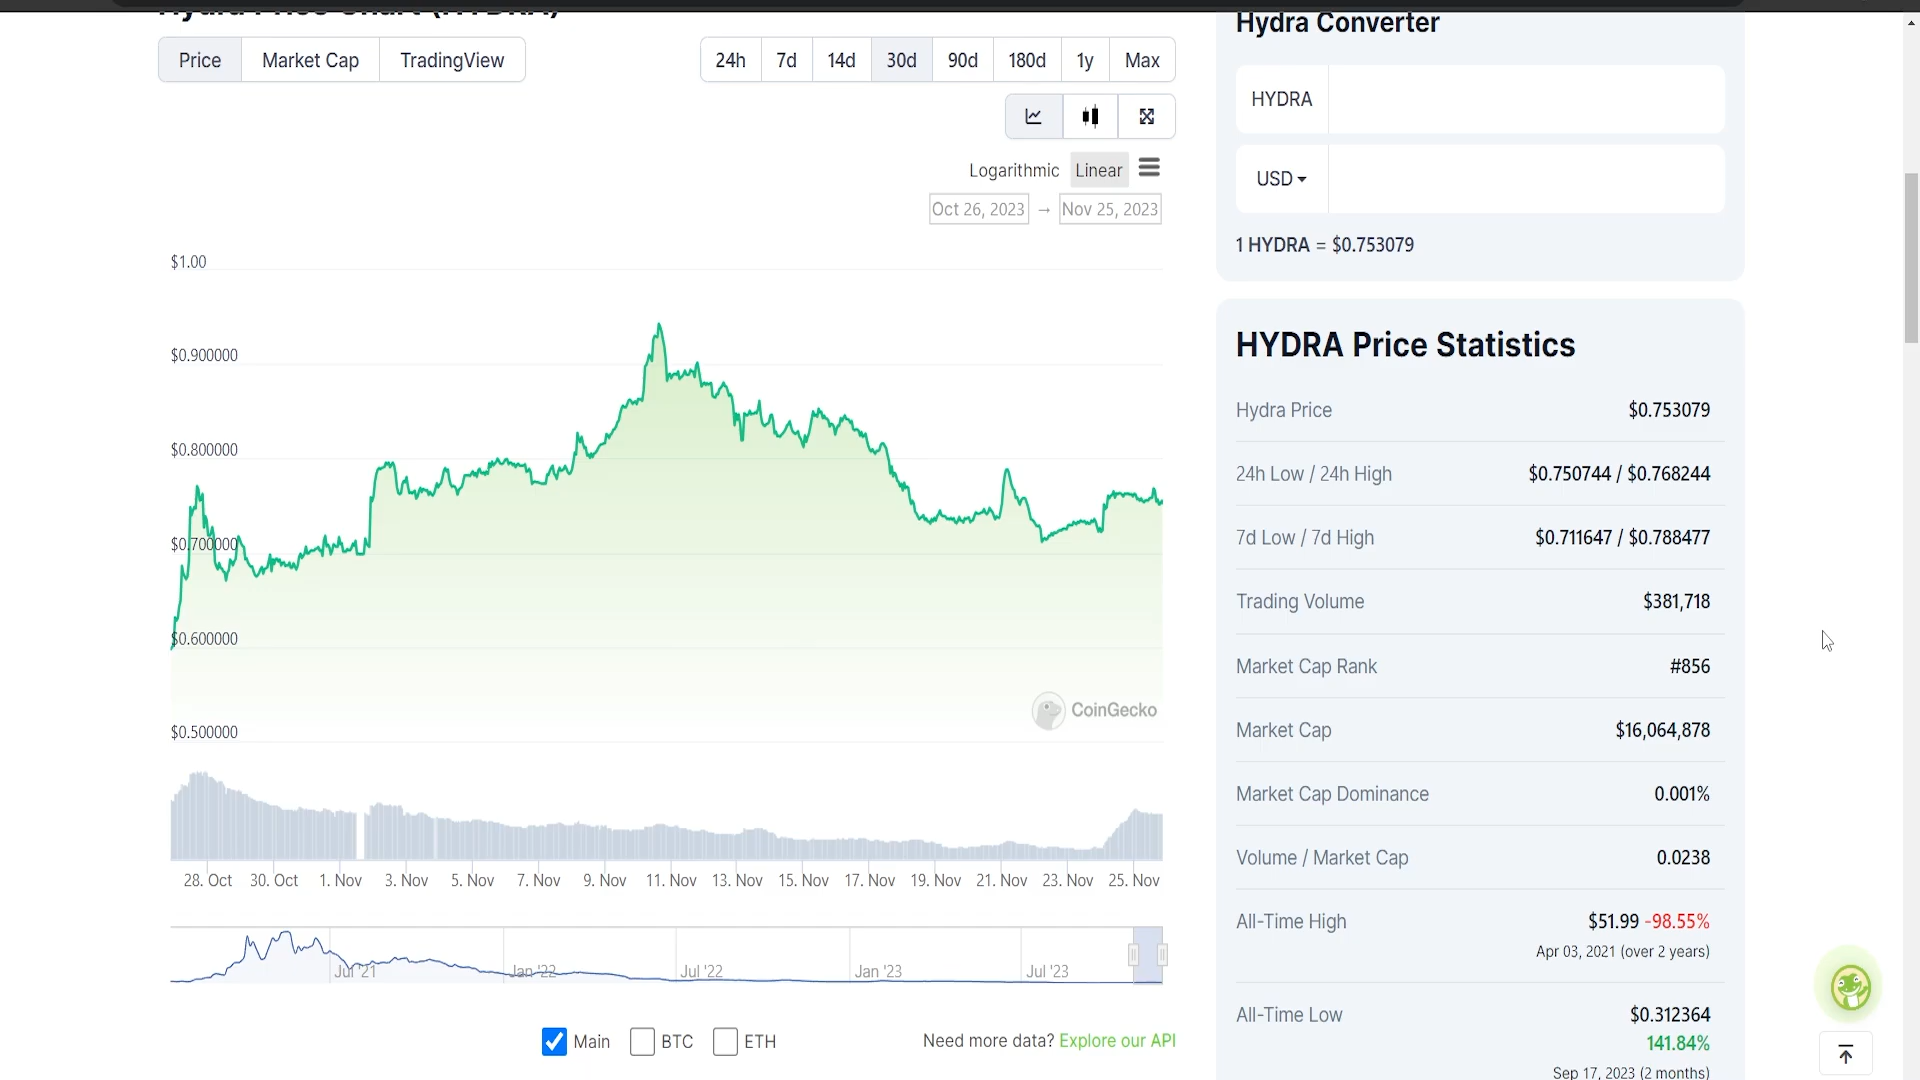 Hydra Price Chart (HYDRA)
Price Market Cap TradingView
24h 7d 14d 30d 90d 180d 1y Max
Logarithmic Linear
Oct 26, 2023 → Nov 25, 2023
$1.00
$0.900000
$0.800000
$0.700000
$0.600000
$0.500000
CoinGecko
28. Oct 30. Oct 1. Nov 3. Nov 5. Nov 7. Nov 9. Nov 11. Nov 13. Nov 15. Nov 17. Nov 19. Nov 21. Nov 23. Nov 25. Nov
Jul '21 Jan '22 Jul '22 Jan '23 Jul '23
Main BTC ETH
Need more data? Explore our API
Hydra Converter
HYDRA
USD
1 HYDRA = $0.753079
HYDRA Price Statistics
Hydra Price $0.753079
24h Low / 24h High $0.750744 / $0.768244
7d Low / 7d High $0.711647 / $0.788477
Trading Volume $381,718
Market Cap Rank #856
Market Cap $16,064,878
Market Cap Dominance 0.001%
Volume / Market Cap 0.0238
All-Time High $51.99 -98.55%
Apr 03, 2021 (over 2 years)
All-Time Low $0.312364
141.84%
Sep 17, 2023 (2 months)